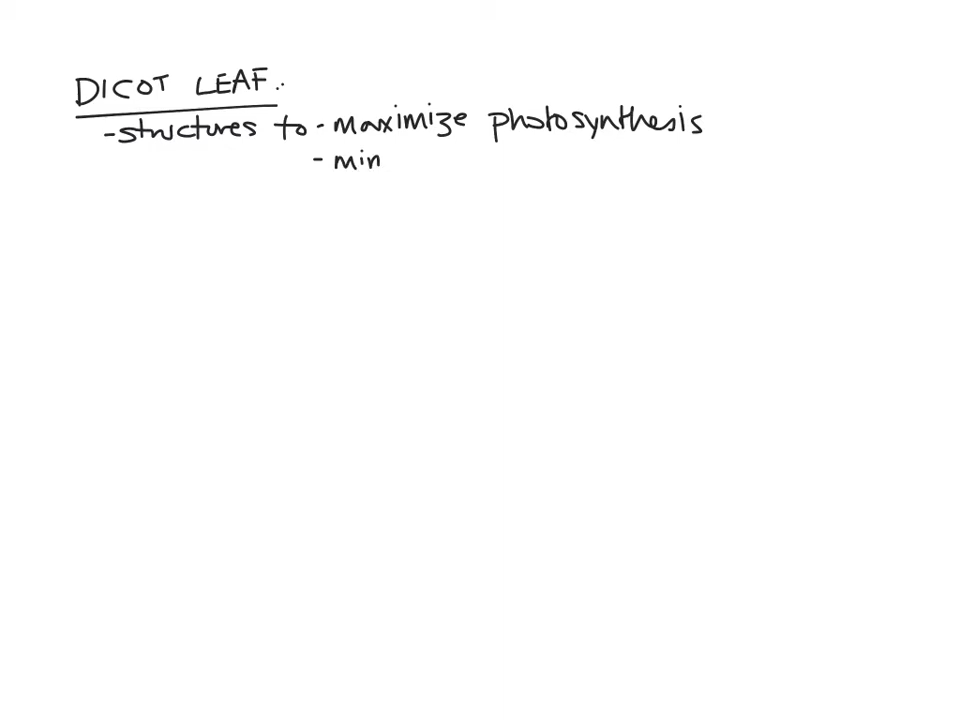 DICOT LEAF..
-structures to - maximize photosynthesis
- min